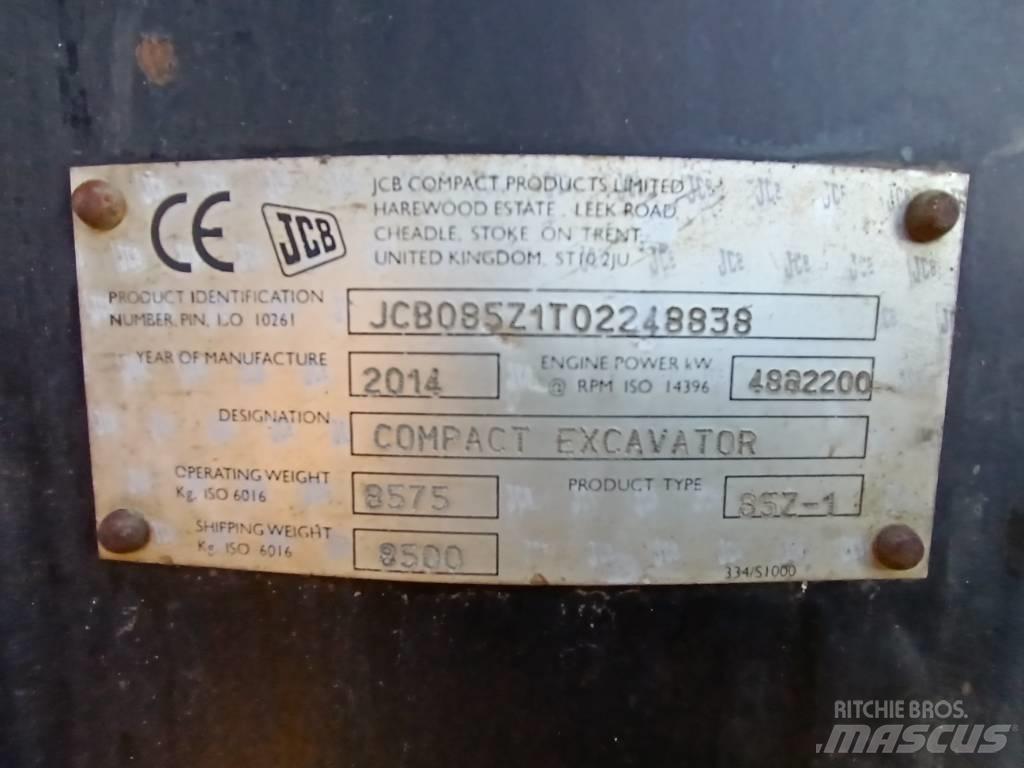 CE JCB
JCB COMPACT PRODUCTS LIMITED
HAREWOOD ESTATE, LEEK ROAD,
CHEADLE, STOKE ON TRENT,
UNITED KINGDOM, ST10 2JU
PRODUCT IDENTIFICATION
NUMBER, PIN, I.O 10261
JCB085Z1T02248838
YEAR OF MANUFACTURE
2014
ENGINE POWER kW
@ RPM ISO 14396
48@2200
DESIGNATION
COMPACT EXCAVATOR
OPERATING WEIGHT
Kg. ISO 6016
8575
PRODUCT TYPE
85Z-1
SHIPPING WEIGHT
Kg. ISO 6016
8500
334/S1000
RITCHIE BROS.
MASCUS